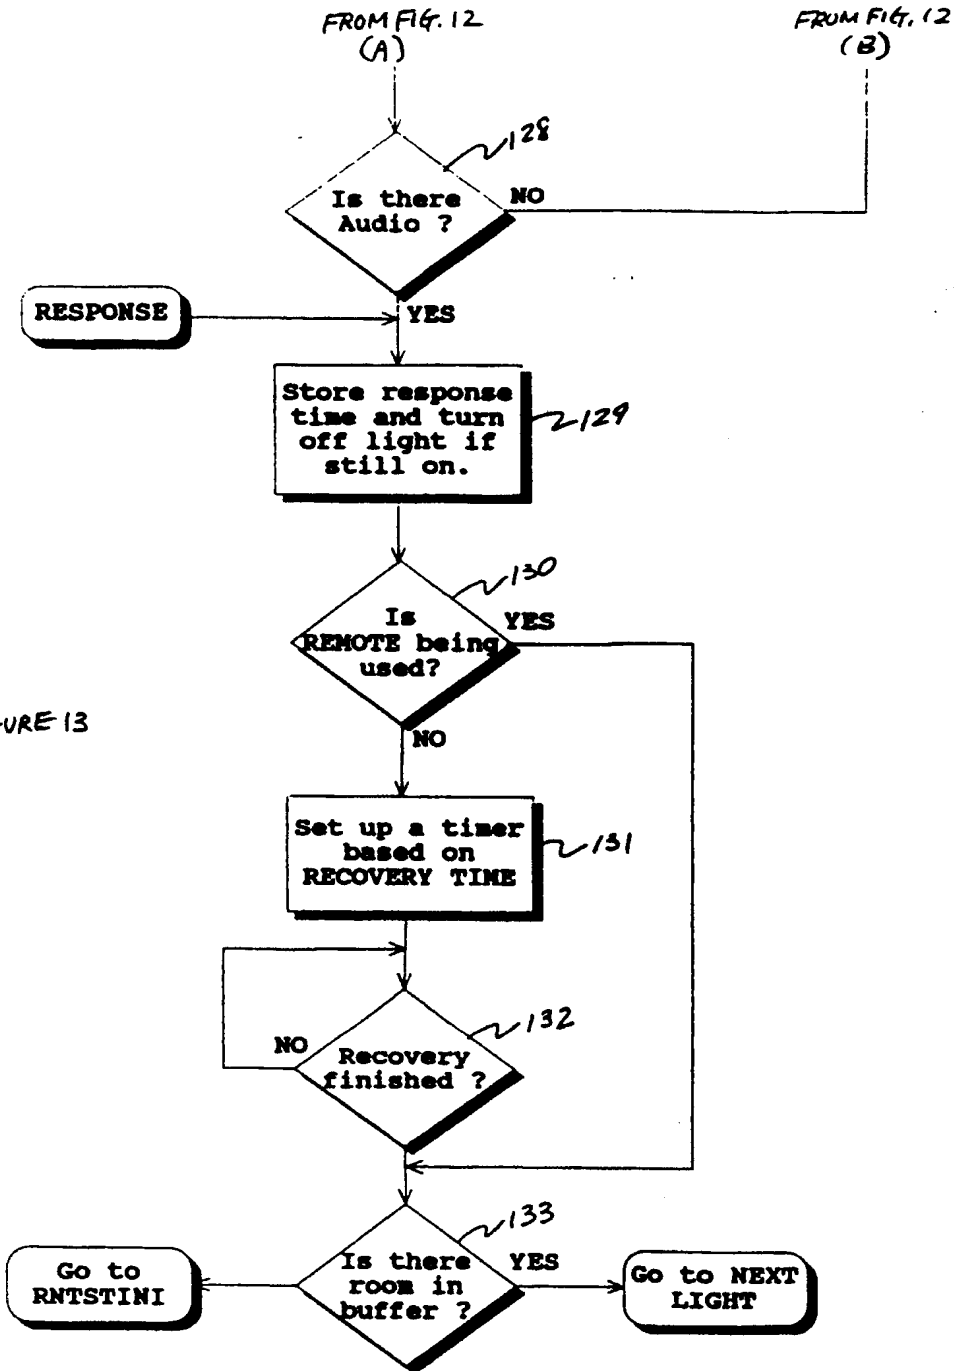 FROM FIG. 12
(A)
FROM FIG. 12
(B)
128
Is there
Audio ?
NO
RESPONSE
YES
Store response
time and turn
off light if
still on.
129
130
Is
REMOTE being
used?
YES
URE 13
NO
Set up a timer
based on
RECOVERY TIME
131
132
NO
Recovery
finished ?
133
Is there
room in
buffer ?
YES
Go to
RNTSTINI
Go to NEXT
LIGHT